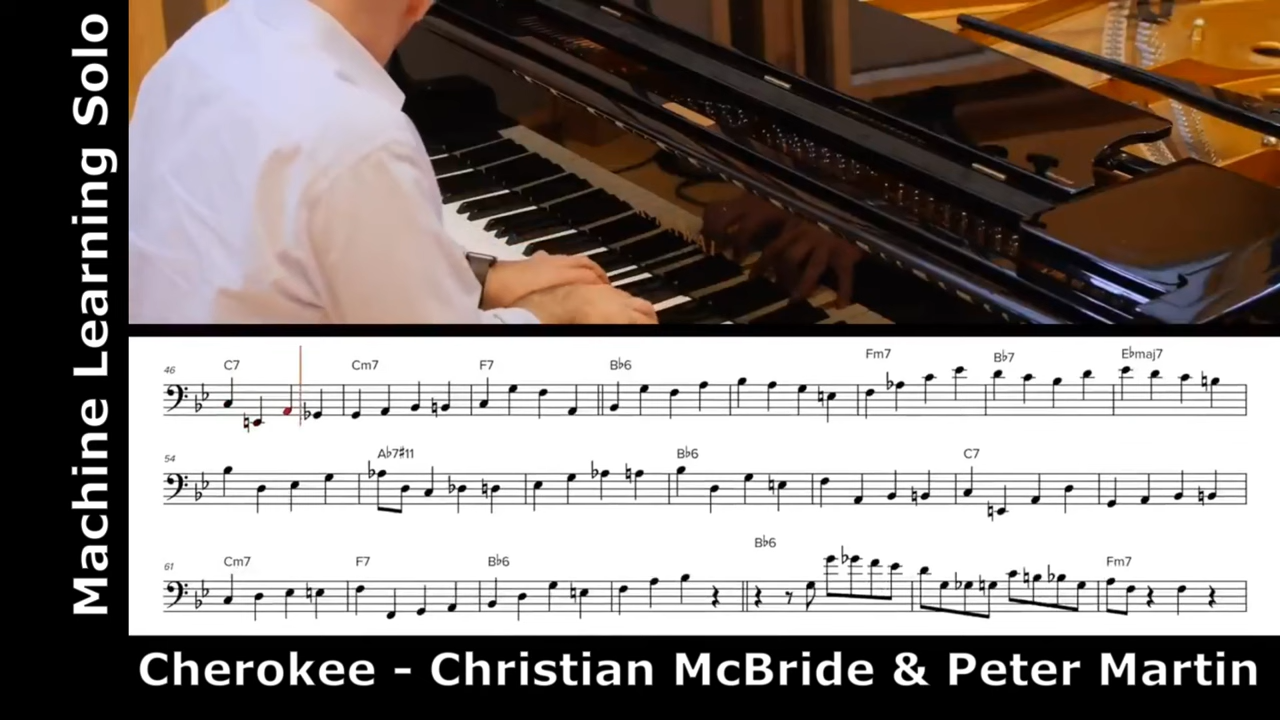 Machine Learning Solo
46 C7 Cm7 F7 B♭6 Fm7 B♭7 E♭maj7
54 A♭7♯11 B♭6 C7
61 Cm7 F7 B♭6 B♭6 Fm7
Cherokee - Christian McBride & Peter Martin